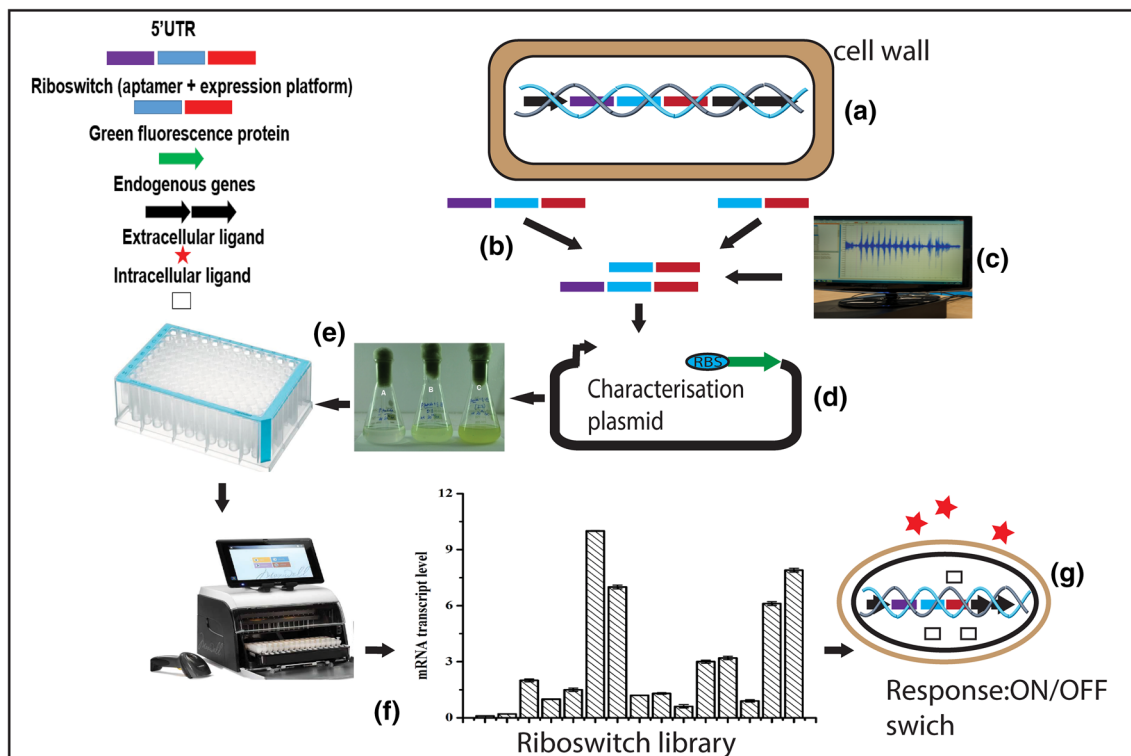 5'UTR
Riboswitch (aptamer + expression platform)
Green fluorescence protein
Endogenous genes
Extracellular ligand
Intracellular ligand
cell wall
(a)
(b)
(c)
RBS
Characterisation
plasmid
(d)
(e)
A
B
C
(f)
mRNA transcript level
12
9
6
3
0
Riboswitch library
(g)
Response:ON/OFF
swich